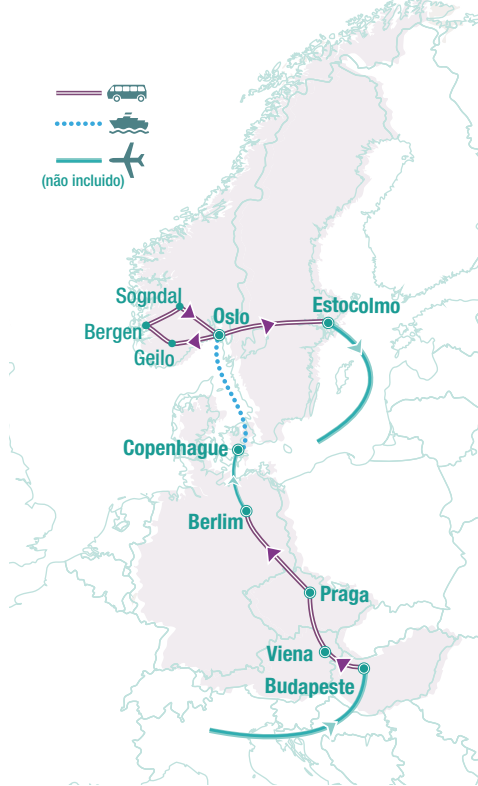 (não incluido)
Sogndal
Oslo
Estocolmo
Bergen
Geilo
Copenhague
Berlim
Praga
Viena
Budapeste